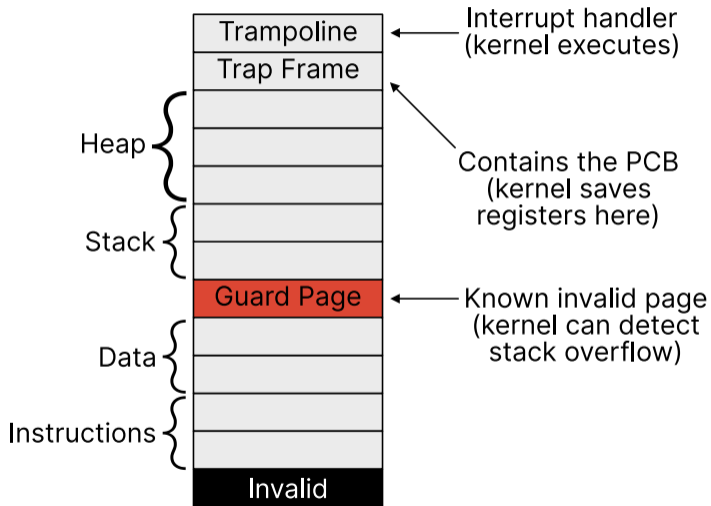 Trampoline
Interrupt handler
(kernel executes)
Trap Frame
Heap
Contains the PCB
(kernel saves
registers here)
Stack
Guard Page
Known invalid page
(kernel can detect
stack overflow)
Data
Instructions
Invalid